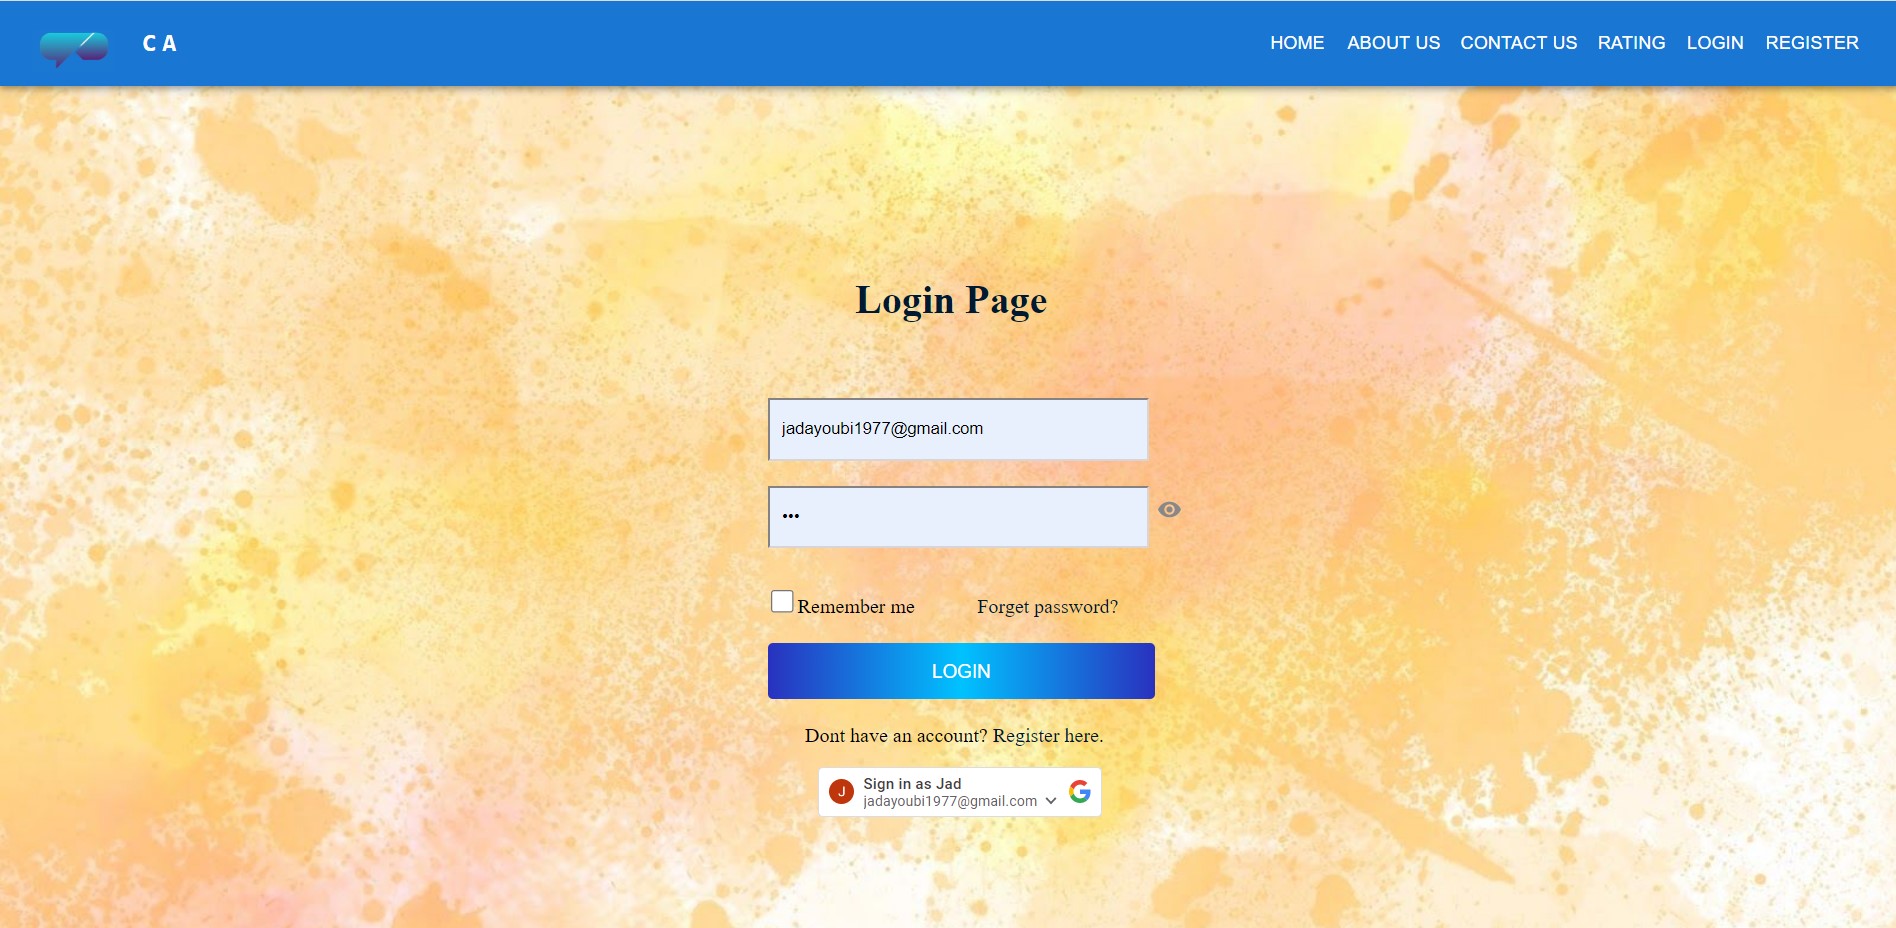 CA
HOME ABOUT US CONTACT US RATING LOGIN REGISTER
Login Page
jadayoubi1977@gmail.com
•••
Remember me Forget password?
LOGIN
Dont have an account? Register here.
J Sign in as Jad
jadayoubi1977@gmail.com